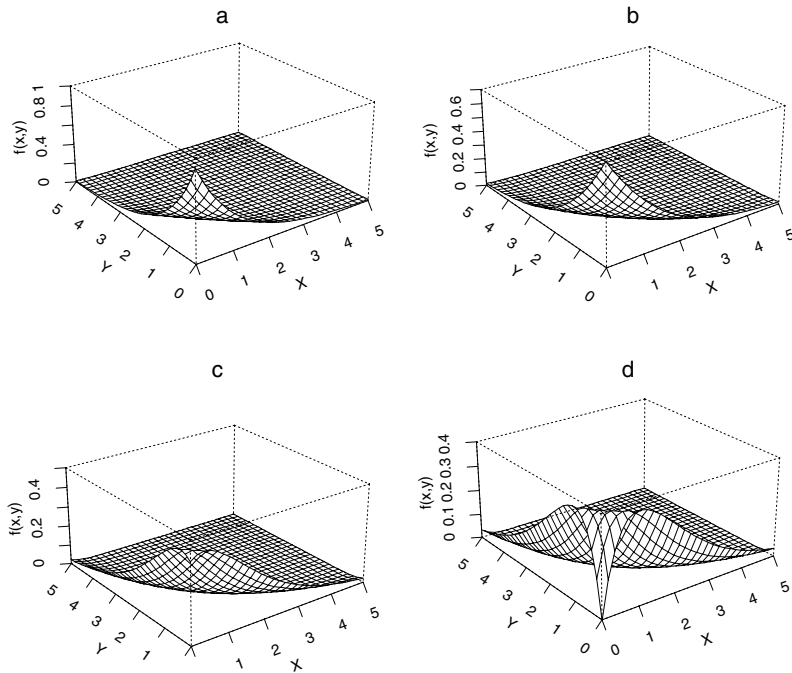 a
f(x,y)
0 0.4 0.8 1
5 4 3 2 1 0
Y
0 1 2 3 4 5
X
b
f(x,y)
0 0.2 0.4 0.6
5 4 3 2 1 0
Y
1 2 3 4 5
X
c
f(x,y)
0 0.2 0.4
5 4 3 2 1
Y
1 2 3 4 5
X
d
f(x,y)
0 0.1 0.2 0.3 0.4
5 4 3 2 1 0
Y
0 1 2 3 4 5
X